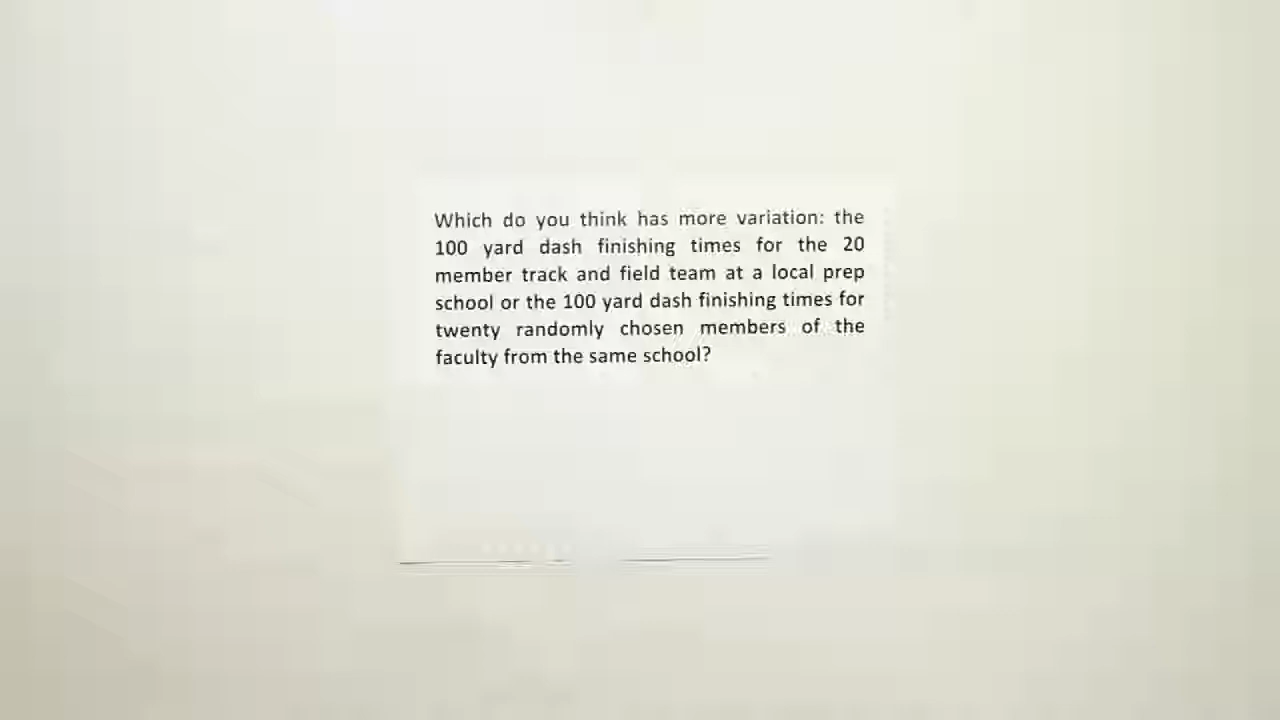 Which do you think has more variation: the
100 yard dash finishing times for the 20
member track and field team at a local prep
school or the 100 yard dash finishing times for
twenty randomly chosen members of the
faculty from the same school?